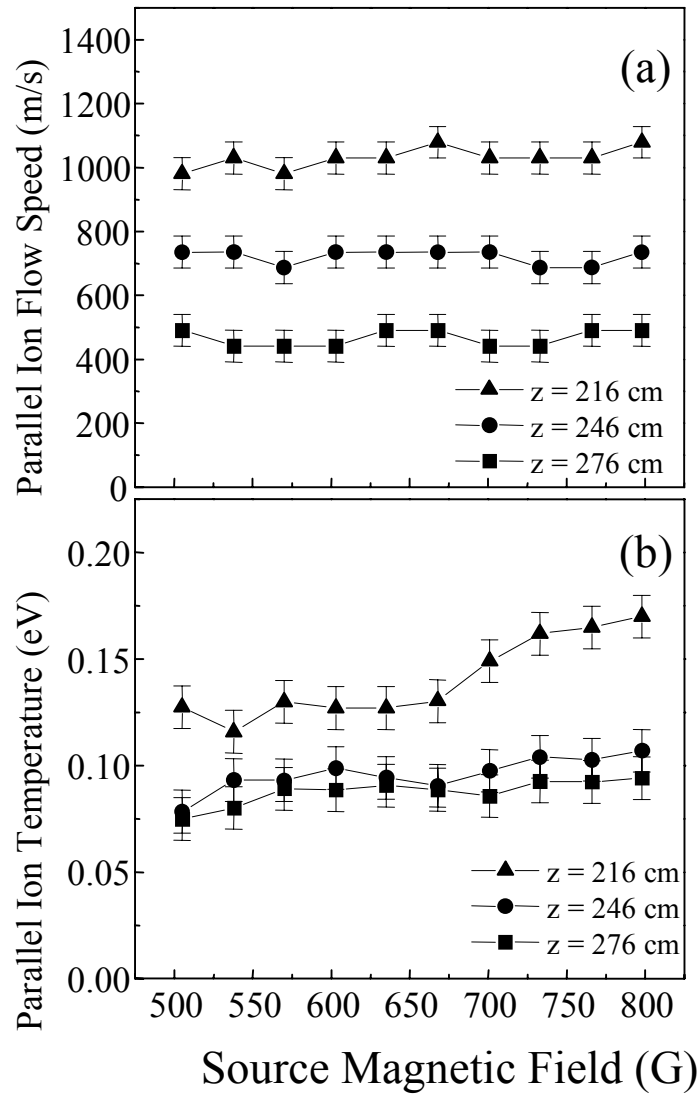 1400
(a)
1200
1000
800
600
400
200
0
Parallel Ion Flow Speed (m/s)
z = 216 cm
z = 246 cm
z = 276 cm
(b)
0.20
0.15
0.10
0.05
0.00
Parallel Ion Temperature (eV)
z = 216 cm
z = 246 cm
z = 276 cm
500 550 600 650 700 750 800
Source Magnetic Field (G)